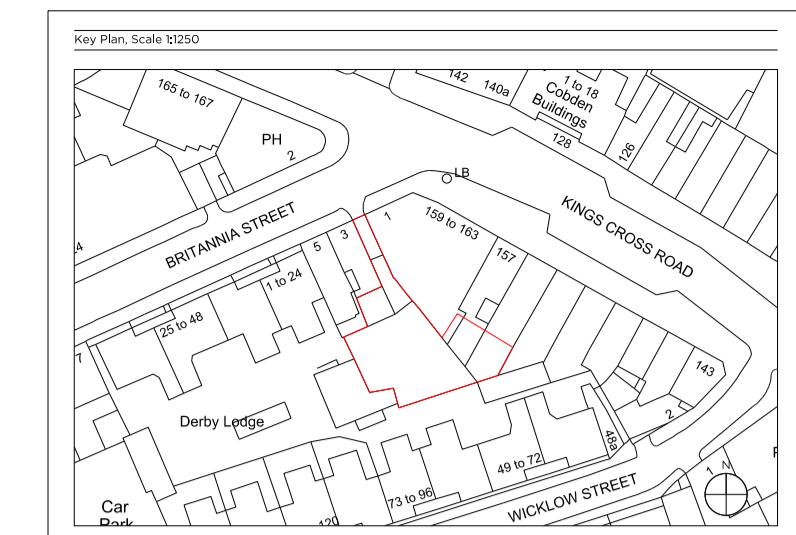 Key Plan, Scale 1:1250
165 to 167
PH
2
142
140a
1 to 18
Cobden
Buildings
128
126
LB
BRITANNIA STREET
KINGS CROSS ROAD
1
3
5
159 to 163
157
1 to 24
25 to 48
7
143
2
Derby Lodge
48a
49 to 72
73 to 96
120
WICKLOW STREET
1
N
Car
Park